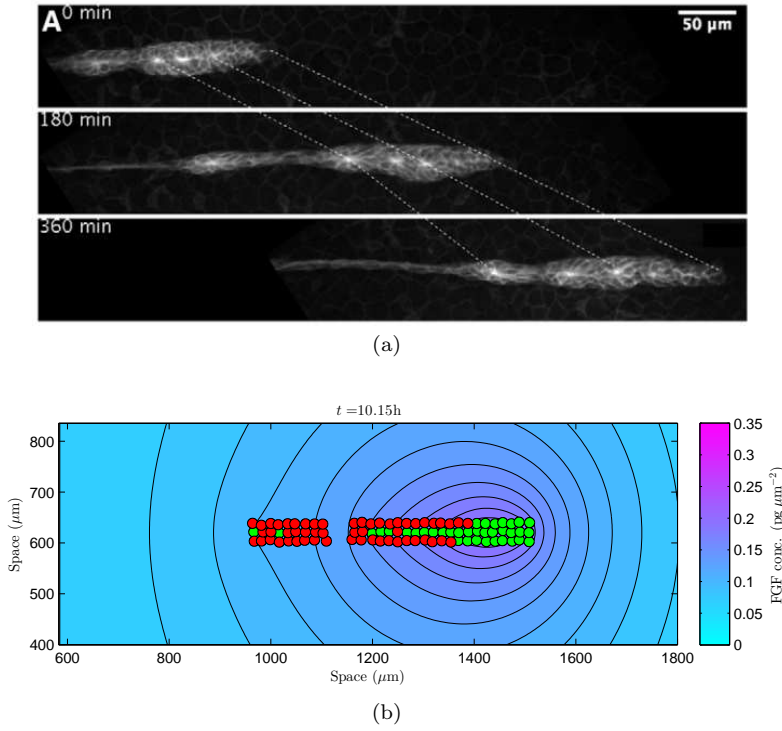 A 0 min
50 μm
180 min
360 min
(a)
t =10.15h
800
700
600
500
400
Space (μm)
600 800 1000 1200 1400 1600 1800
Space (μm)
0.35
0.3
0.25
0.2
0.15
0.1
0.05
0
FGF conc. (pg μm⁻²)
(b)